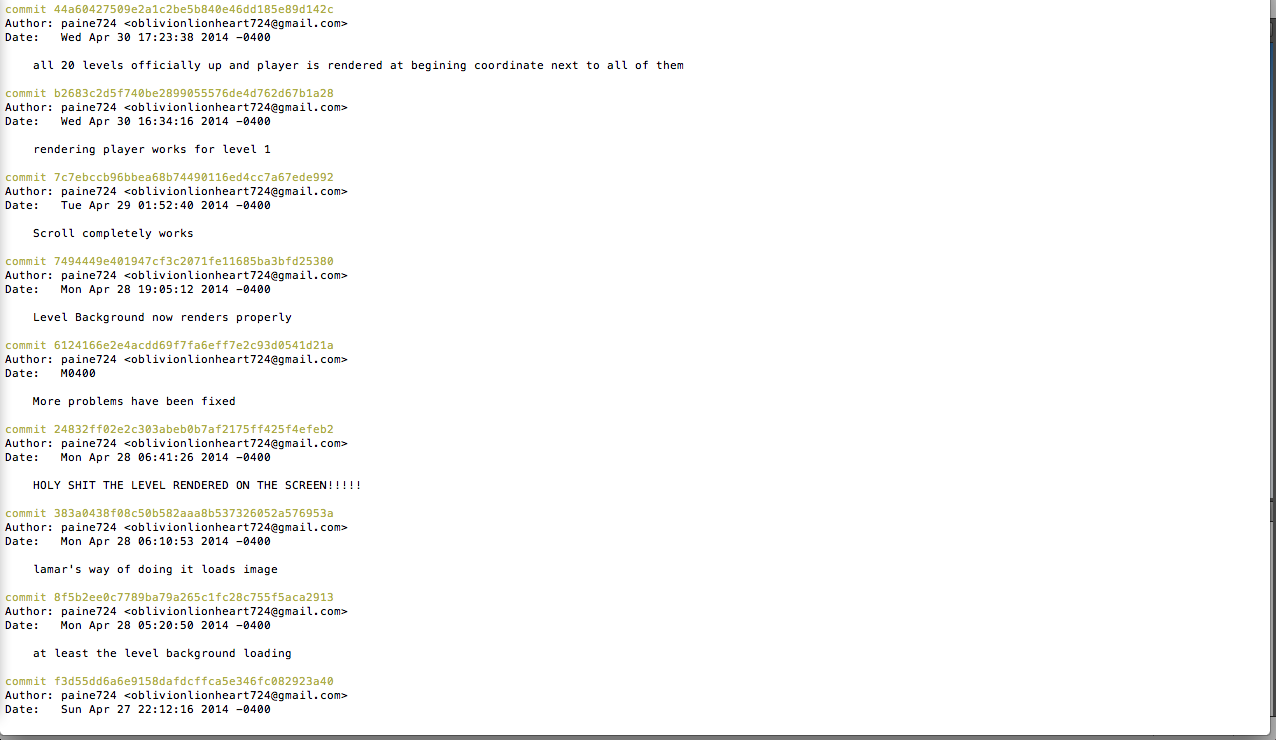 commit 44a60427509e2a1c2be5b840e46dd185e89d142c
Author: paine724 <oblivionlionheart724@gmail.com>
Date:   Wed Apr 30 17:23:38 2014 -0400
all 20 levels officially up and player is rendered at begining coordinate next to all of them
commit b2683c2d5f740be2899055576de4d762d67b1a28
Author: paine724 <oblivionlionheart724@gmail.com>
Date:   Wed Apr 30 16:34:16 2014 -0400
rendering player works for level 1
commit 7c7ebccb96bbea68b74490116ed4cc7a67ede992
Author: paine724 <oblivionlionheart724@gmail.com>
Date:   Tue Apr 29 01:52:40 2014 -0400
Scroll completely works
commit 7494449e401947cf3c2071fe11685ba3bfd25380
Author: paine724 <oblivionlionheart724@gmail.com>
Date:   Mon Apr 28 19:05:12 2014 -0400
Level Background now renders properly
commit 6124166e2e4acdd69f7fa6eff7e2c93d0541d21a
Author: paine724 <oblivionlionheart724@gmail.com>
Date:   M0400
More problems have been fixed
commit 24832ff02e2c303abeb0b7af2175ff425f4efeb2
Author: paine724 <oblivionlionheart724@gmail.com>
Date:   Mon Apr 28 06:41:26 2014 -0400
HOLY SHIT THE LEVEL RENDERED ON THE SCREEN!!!!!
commit 383a0438f08c50b582aaa8b537326052a576953a
Author: paine724 <oblivionlionheart724@gmail.com>
Date:   Mon Apr 28 06:10:53 2014 -0400
lamar's way of doing it loads image
commit 8f5b2ee0c7789ba79a265c1fc28c755f5aca2913
Author: paine724 <oblivionlionheart724@gmail.com>
Date:   Mon Apr 28 05:20:50 2014 -0400
at least the level background loading
commit f3d55dd6a6e9158dafdcffca5e346fc082923a40
Author: paine724 <oblivionlionheart724@gmail.com>
Date:   Sun Apr 27 22:12:16 2014 -0400